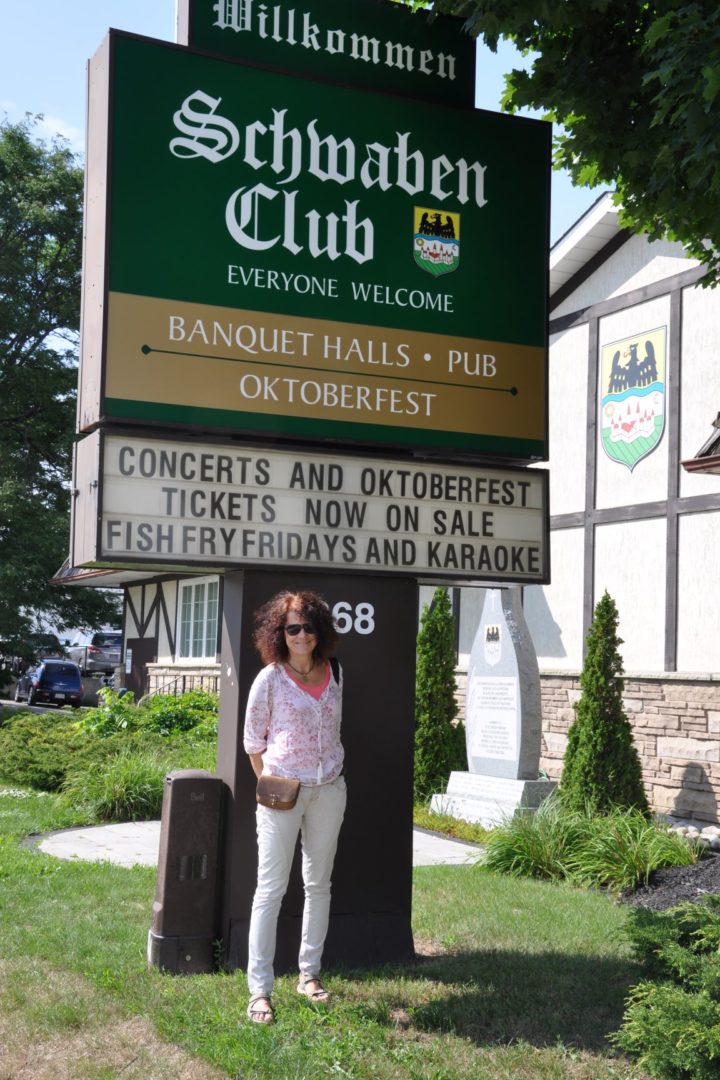 Willkommen
Schwaben
Club
EVERYONE WELCOME
BANQUET HALLS • PUB
OKTOBERFEST
CONCERTS AND OKTOBERFEST
TICKETS NOW ON SALE
FISH FRY FRIDAYS AND KARAOKE
68
Bell